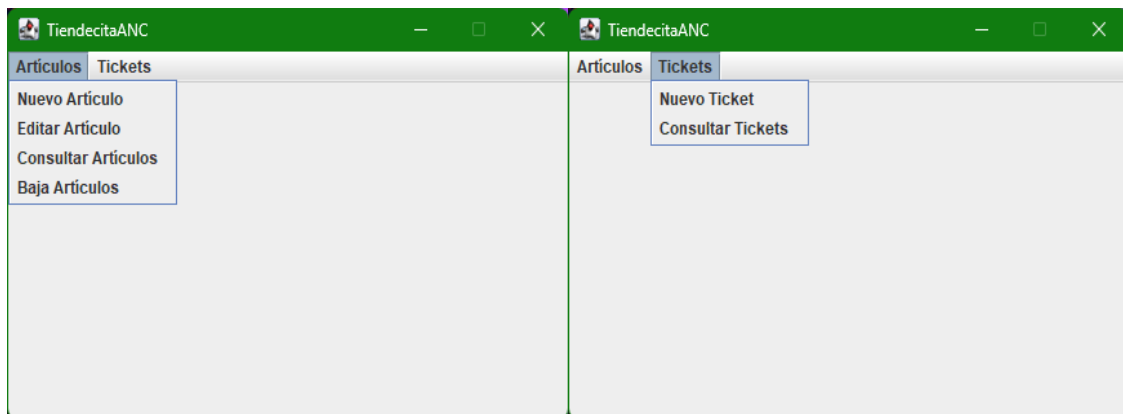 TiendecitaANC
Artículos Tickets
Nuevo Artículo
Editar Artículo
Consultar Artículos
Baja Artículos
TiendecitaANC
Artículos Tickets
Nuevo Ticket
Consultar Tickets